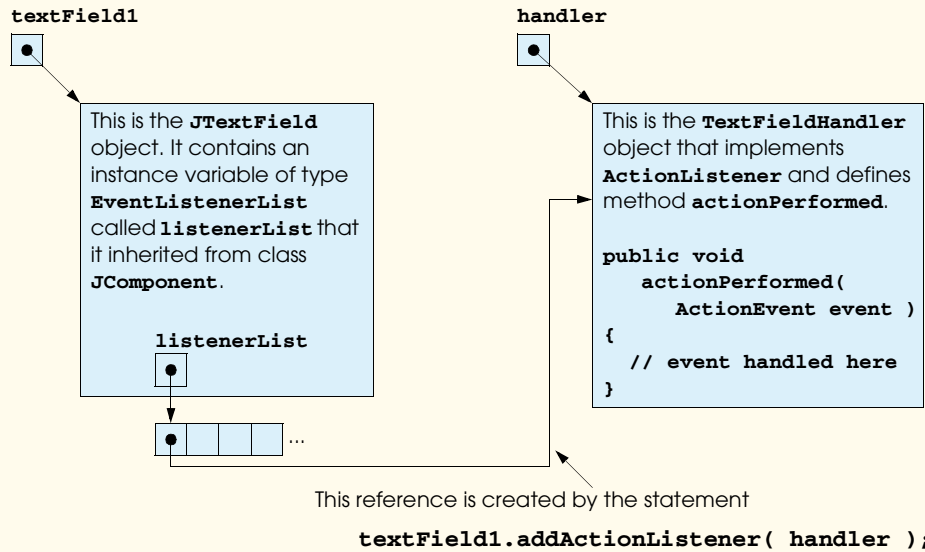 textField1
handler
This is the JTextField
object. It contains an
instance variable of type
EventListenerList
called listenerList that
it inherited from class
JComponent.
listenerList
...
This is the TextFieldHandler
object that implements
ActionListener and defines
method actionPerformed.
public void
actionPerformed(
ActionEvent event )
{
// event handled here
}
This reference is created by the statement
textField1.addActionListener( handler );